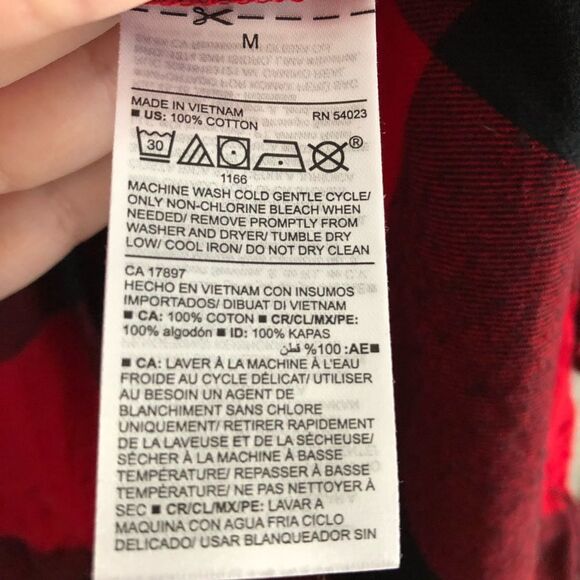 M
MADE IN VIETNAM RN 54023
■ US: 100% COTTON
30
®
1166
MACHINE WASH COLD GENTLE CYCLE/
ONLY NON-CHLORINE BLEACH WHEN
NEEDED/ REMOVE PROMPTLY FROM
WASHER AND DRYER/ TUMBLE DRY
LOW/ COOL IRON/ DO NOT DRY CLEAN
CA 17897
HECHO EN VIETNAM CON INSUMOS
IMPORTADOS/ DIBUAT DI VIETNAM
■ CA: 100% COTON ■ CR/CL/MX/PE:
100% algodón ■ ID: 100% KAPAS
■AE: 100% قطن
■ CA: LAVER À LA MACHINE À L'EAU
FROIDE AU CYCLE DÉLICAT/ UTILISER
AU BESOIN UN AGENT DE
BLANCHIMENT SANS CHLORE
UNIQUEMENT/ RETIRER RAPIDEMENT
DE LA LAVEUSE ET DE LA SÉCHEUSE/
SÉCHER À LA MACHINE À BASSE
TEMPÉRATURE/ REPASSER À BASSE
TEMPÉRATURE/ NE PAS NETTOYER À
SEC ■ CR/CL/MX/PE: LAVAR A
MAQUINA CON AGUA FRIA CICLO
DELICADO/ USAR BLANQUEADOR SIN